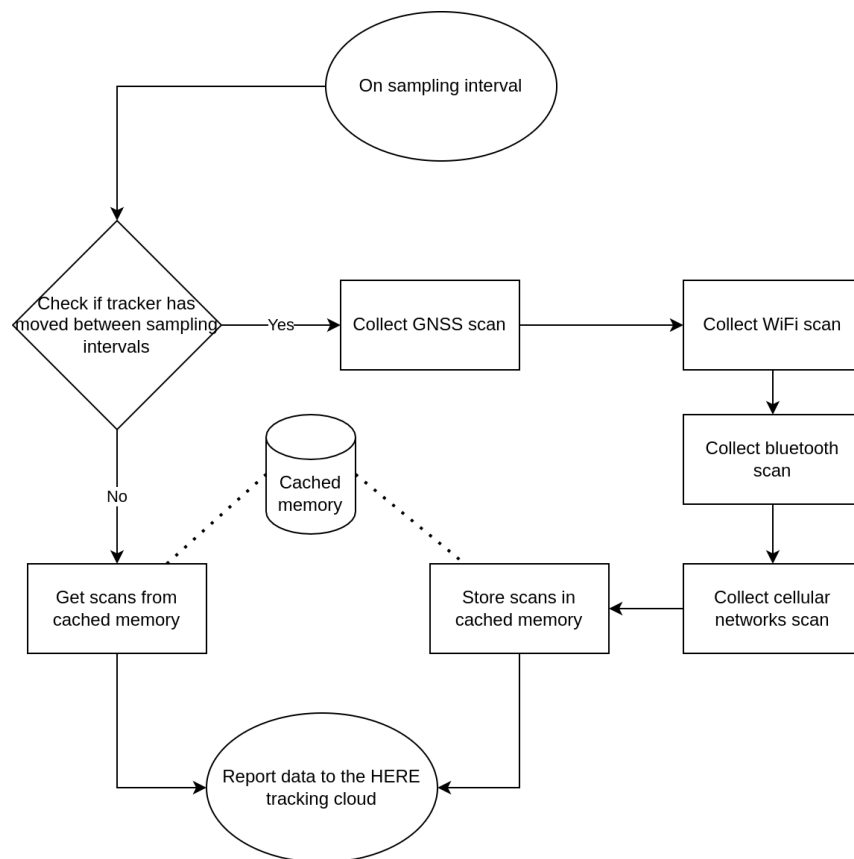 On sampling interval
Check if tracker has
moved between sampling
intervals
Yes
Collect GNSS scan
Collect WiFi scan
Collect bluetooth
scan
Cached
memory
No
Get scans from
cached memory
Store scans in
cached memory
Collect cellular
networks scan
Report data to the HERE
tracking cloud